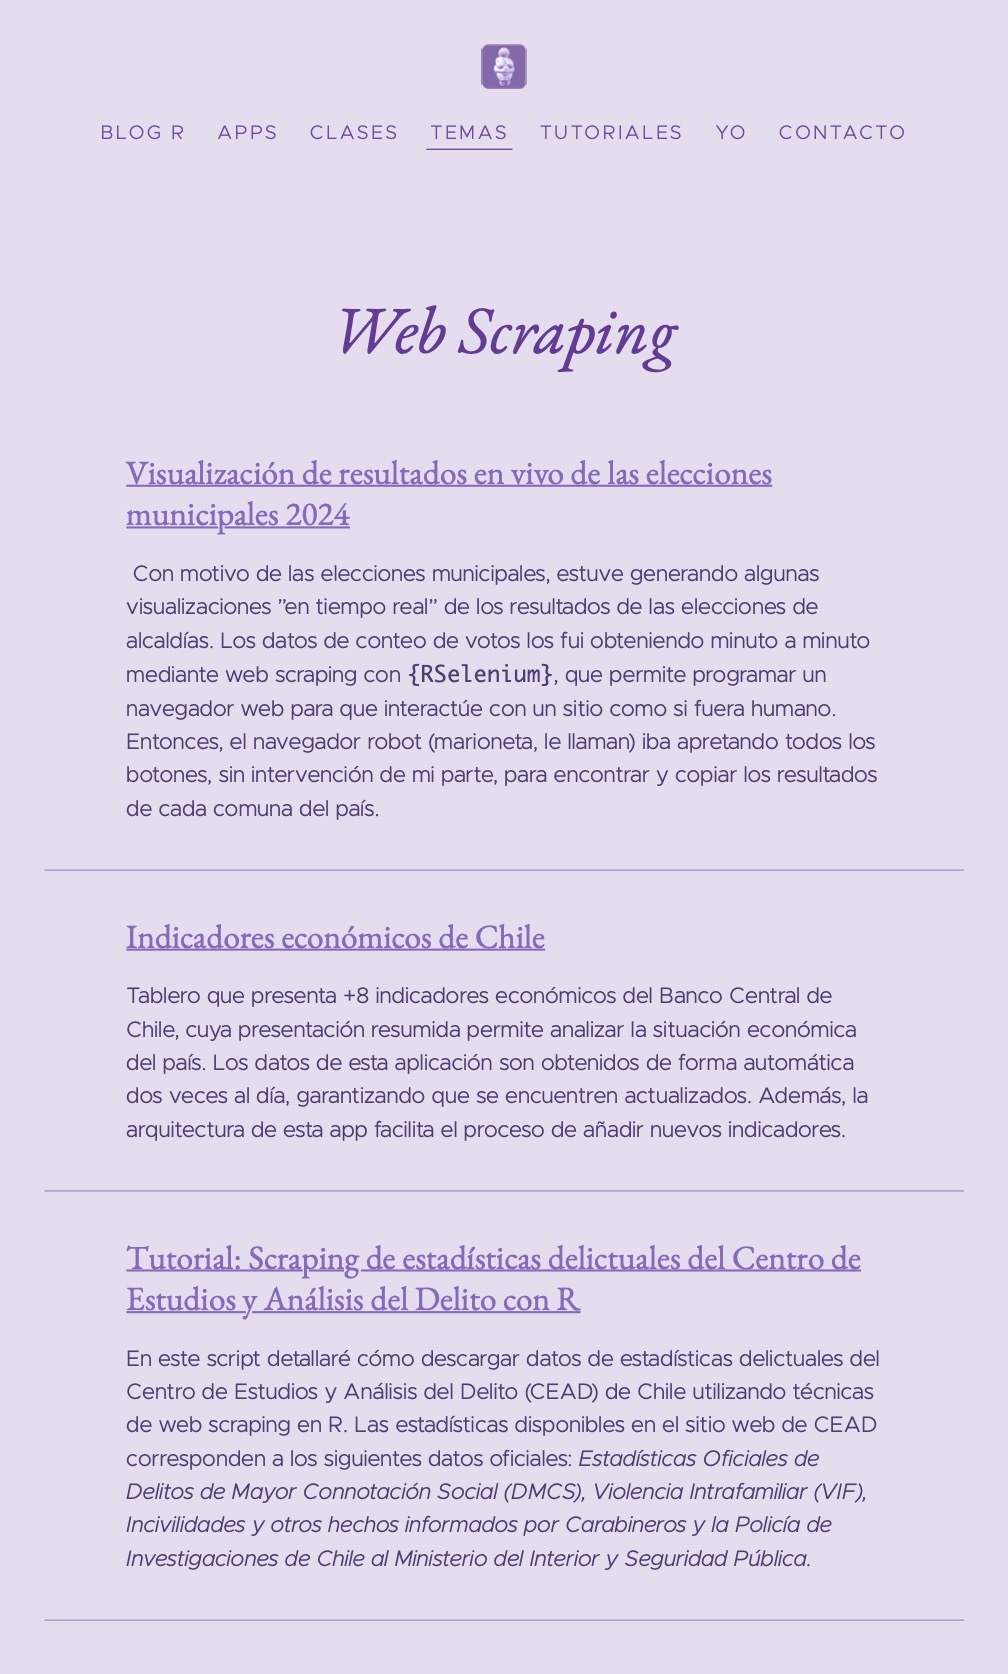 BLOG R APPS CLASES TEMAS TUTORIALES YO CONTACTO
Web Scraping
Visualización de resultados en vivo de las elecciones
municipales 2024
Con motivo de las elecciones municipales, estuve generando algunas
visualizaciones ”en tiempo real” de los resultados de las elecciones de
alcaldías. Los datos de conteo de votos los fui obteniendo minuto a minuto
mediante web scraping con {RSelenium}, que permite programar un
navegador web para que interactúe con un sitio como si fuera humano.
Entonces, el navegador robot (marioneta, le llaman) iba apretando todos los
botones, sin intervención de mi parte, para encontrar y copiar los resultados
de cada comuna del país.
Indicadores económicos de Chile
Tablero que presenta +8 indicadores económicos del Banco Central de
Chile, cuya presentación resumida permite analizar la situación económica
del país. Los datos de esta aplicación son obtenidos de forma automática
dos veces al día, garantizando que se encuentren actualizados. Además, la
arquitectura de esta app facilita el proceso de añadir nuevos indicadores.
Tutorial: Scraping de estadísticas delictuales del Centro de
Estudios y Análisis del Delito con R
En este script detallaré cómo descargar datos de estadísticas delictuales del
Centro de Estudios y Análisis del Delito (CEAD) de Chile utilizando técnicas
de web scraping en R. Las estadísticas disponibles en el sitio web de CEAD
corresponden a los siguientes datos oficiales: Estadísticas Oficiales de
Delitos de Mayor Connotación Social (DMCS), Violencia Intrafamiliar (VIF),
Incivilidades y otros hechos informados por Carabineros y la Policía de
Investigaciones de Chile al Ministerio del Interior y Seguridad Pública.